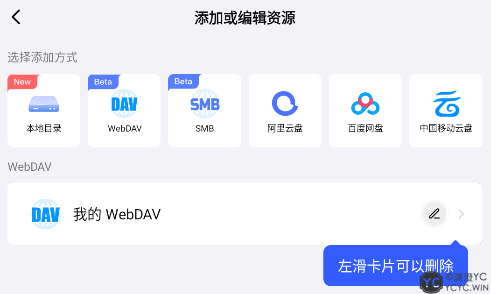 添加或编辑资源
选择添加方式
New
Beta
Beta
DAV
SMB
本地目录
WebDAV
SMB
阿里云盘
百度网盘
中国移动云盘
WebDAV
DAV
我的 WebDAV
左滑卡片可以删除
YC
YCYC.WIN